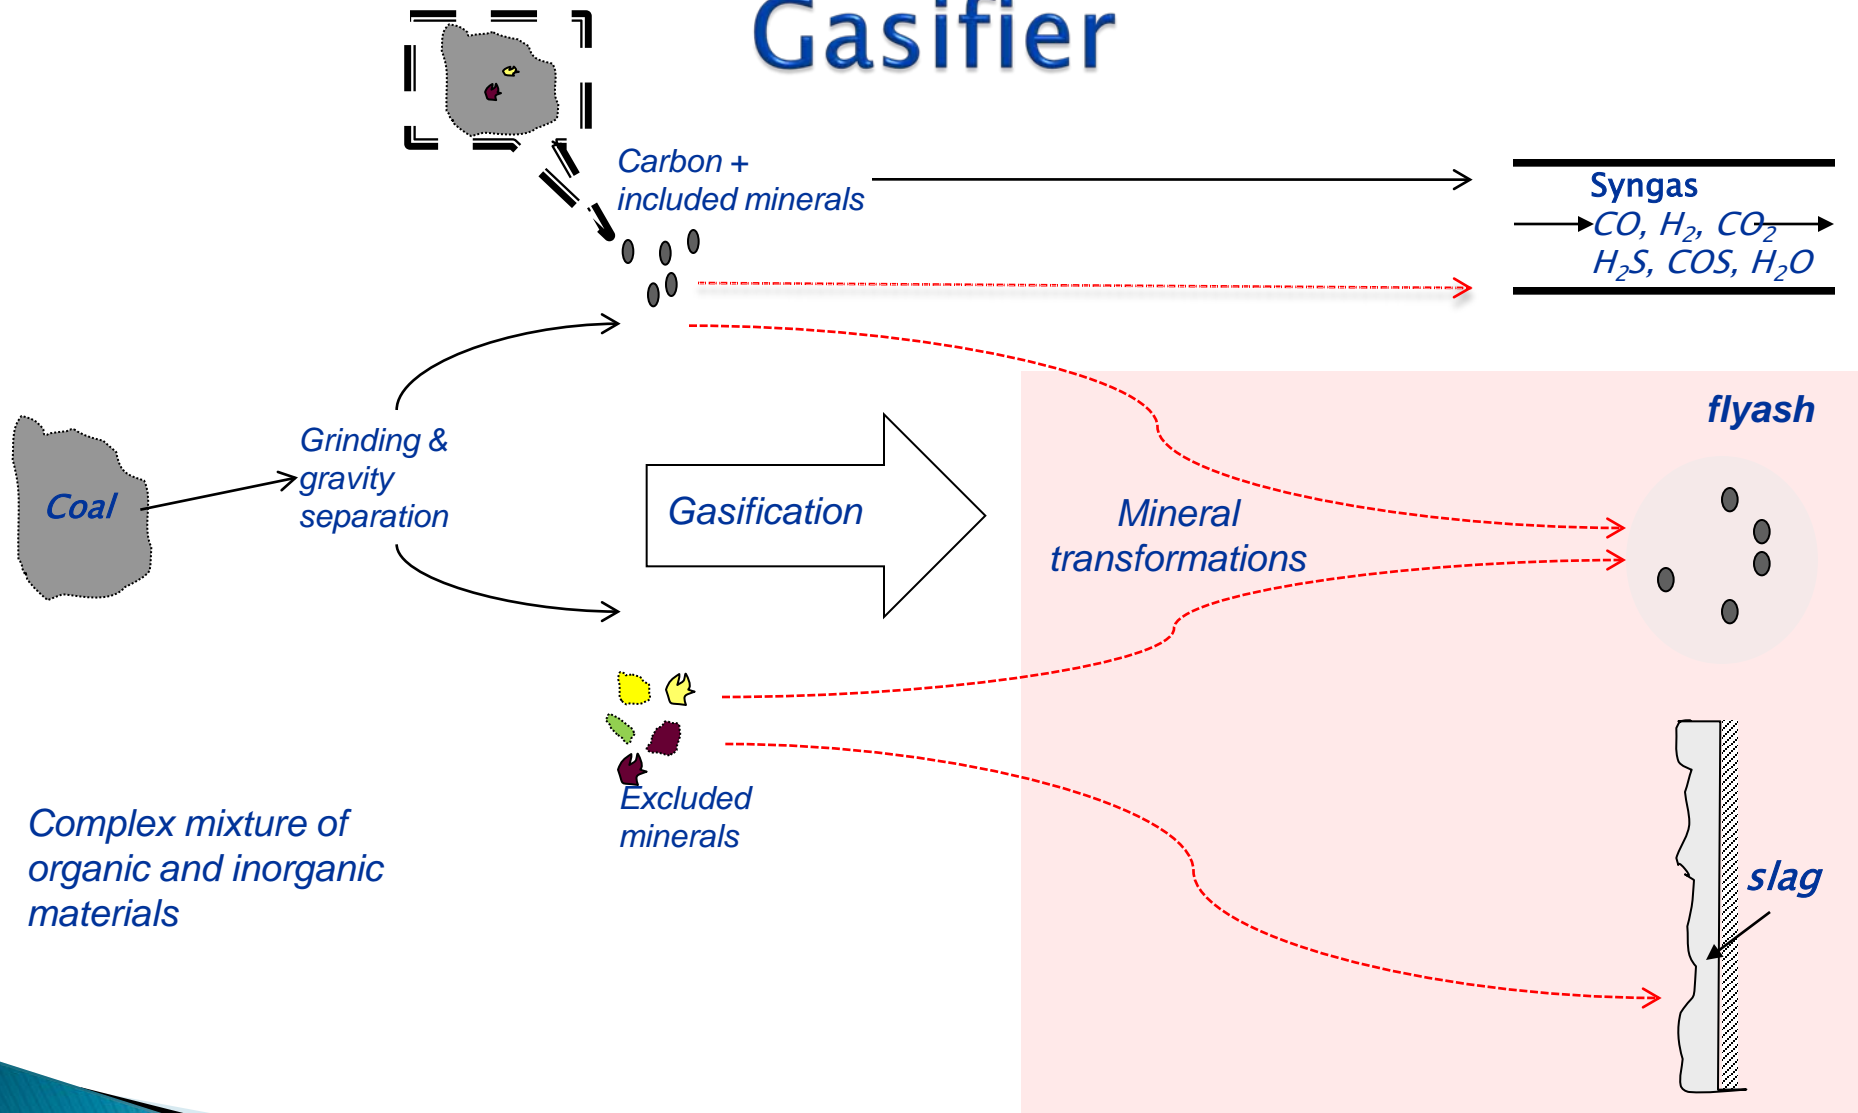 Gasifier
Carbon +
included minerals
Syngas
CO, H₂, CO₂
H₂S, COS, H₂O
flyash
Grinding &
gravity
separation
Coal
Gasification
Mineral
transformations
Excluded
minerals
Complex mixture of
organic and inorganic
materials
slag